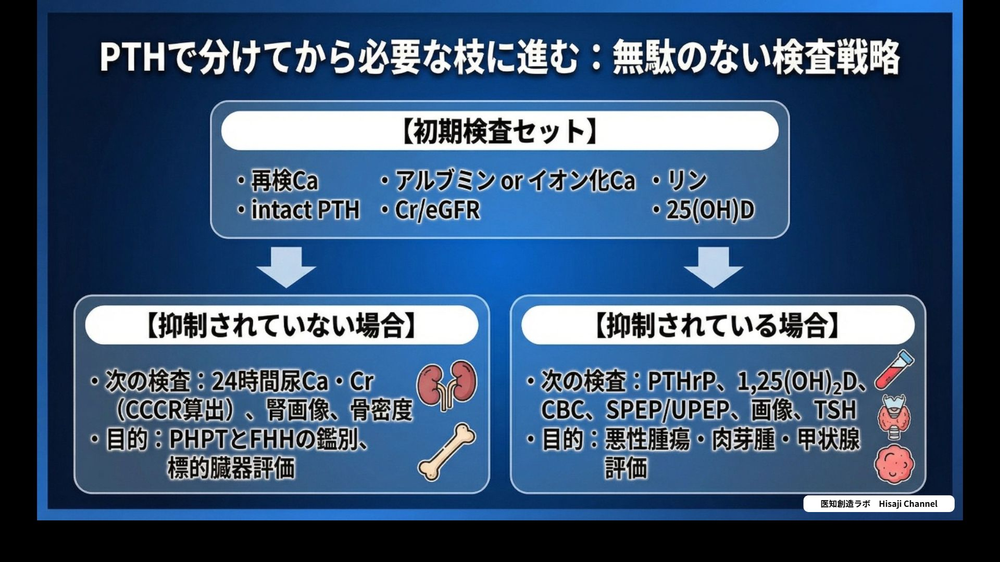 PTHで分けてから必要な枝に進む：無駄のない検査戦略
【初期検査セット】
・再検Ca ・アルブミン or イオン化Ca ・リン
・intact PTH ・Cr/eGFR ・25(OH)D
【抑制されていない場合】
・次の検査：24時間尿Ca・Cr
（CCCR算出）、腎画像、骨密度
・目的：PHPTとFHHの鑑別、
標的臓器評価
【抑制されている場合】
・次の検査：PTHrP、1,25(OH)₂D、
CBC、SPEP/UPEP、画像、TSH
・目的：悪性腫瘍・肉芽腫・甲状腺
評価
医知創造ラボ　Hisaji Channel